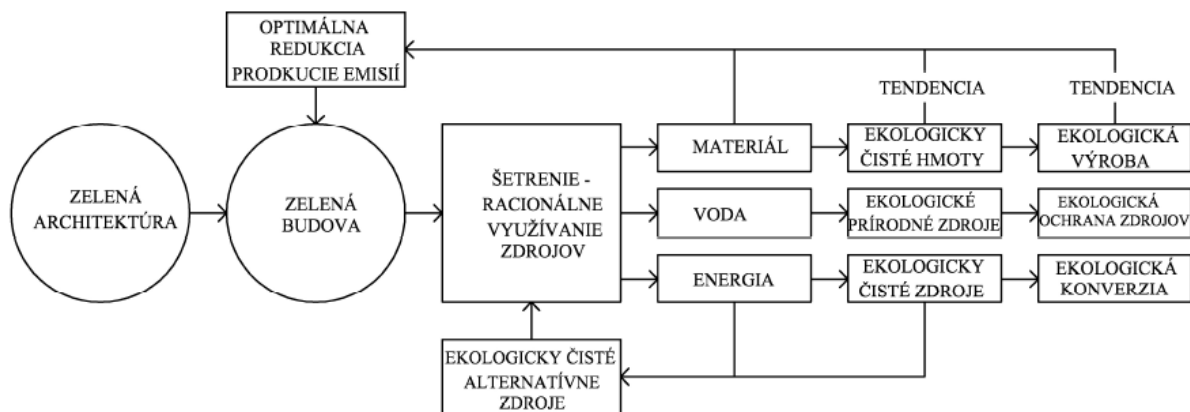 OPTIMÁLNA
REDUKCIA
PRODKUCIE EMISIÍ
TENDENCIA
TENDENCIA
ZELENÁ
ARCHITEKTÚRA
ZELENÁ
BUDOVA
ŠETRENIE -
RACIONÁLNE
VYUŽÍVANIE
ZDROJOV
MATERIÁL
EKOLOGICKY
ČISTÉ HMOTY
EKOLOGICKÁ
VÝROBA
VODA
EKOLOGICKÉ
PRÍRODNÉ ZDROJE
EKOLOGICKÁ
OCHRANA ZDROJOV
ENERGIA
EKOLOGICKY
ČISTÉ ZDROJE
EKOLOGICKÁ
KONVERZIA
EKOLOGICKY ČISTÉ
ALTERNATÍVNE
ZDROJE